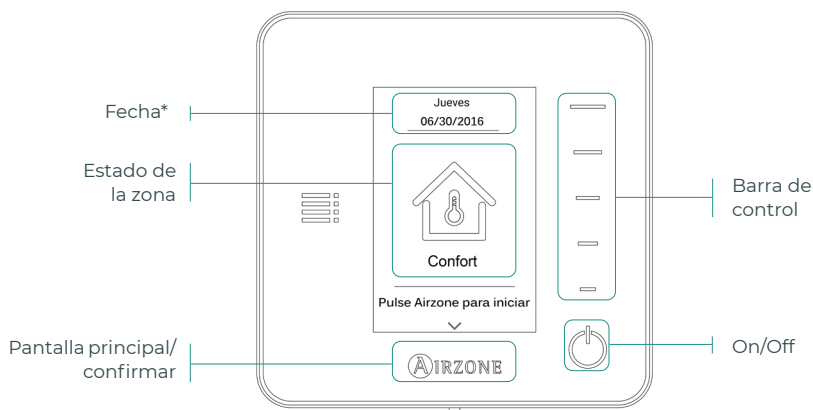 Fecha*
Jueves
06/30/2016
Estado de
la zona
Confort
Barra de
control
Pulse Airzone para iniciar
Pantalla principal/
confirmar
AIRZONE
On/Off